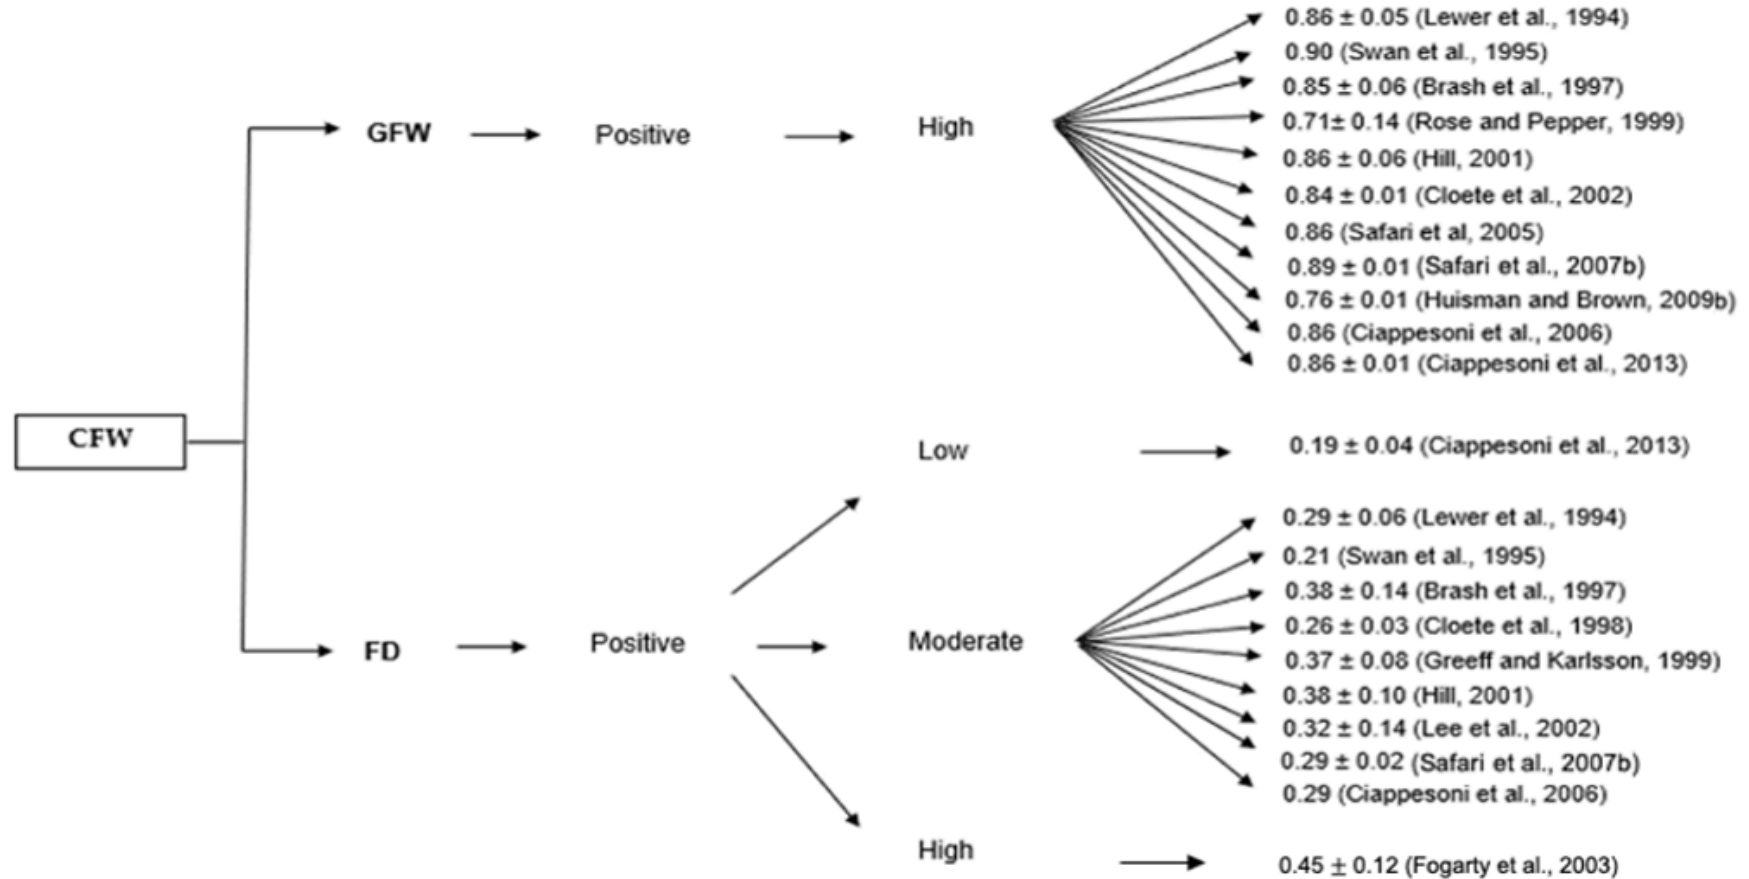 0.86 ± 0.05 (Lewer et al., 1994)
0.90 (Swan et al., 1995)
0.85 ± 0.06 (Brash et al., 1997)
GFW
Positive
High
0.71± 0.14 (Rose and Pepper, 1999)
0.86 ± 0.06 (Hill, 2001)
0.84 ± 0.01 (Cloete et al., 2002)
0.86 (Safari et al, 2005)
0.89 ± 0.01 (Safari et al., 2007b)
0.76 ± 0.01 (Huisman and Brown, 2009b)
0.86 (Ciappesoni et al., 2006)
0.86 ± 0.01 (Ciappesoni et al., 2013)
CFW
Low
0.19 ± 0.04 (Ciappesoni et al., 2013)
0.29 ± 0.06 (Lewer et al., 1994)
0.21 (Swan et al., 1995)
0.38 ± 0.14 (Brash et al., 1997)
0.26 ± 0.03 (Cloete et al., 1998)
FD
Positive
Moderate
0.37 ± 0.08 (Greeff and Karlsson, 1999)
0.38 ± 0.10 (Hill, 2001)
0.32 ± 0.14 (Lee et al., 2002)
0.29 ± 0.02 (Safari et al., 2007b)
0.29 (Ciappesoni et al., 2006)
High
0.45 ± 0.12 (Fogarty et al., 2003)